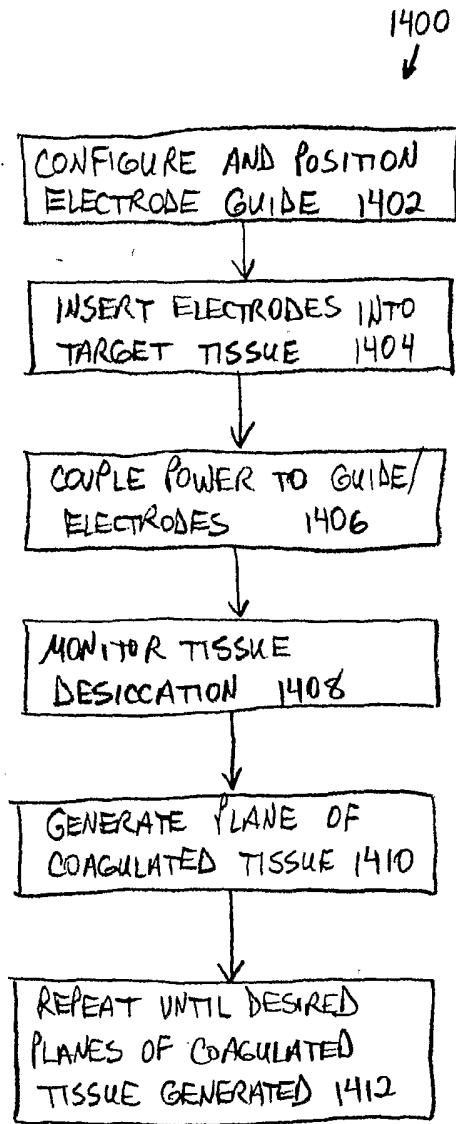 1400
CONFIGURE AND POSITION
ELECTRODE GUIDE 1402
INSERT ELECTRODES INTO
TARGET TISSUE 1404
COUPLE POWER TO GUIDE/
ELECTRODES 1406
MONITOR TISSUE
DESICCATION 1408
GENERATE PLANE OF
COAGULATED TISSUE 1410
REPEAT UNTIL DESIRED
PLANES OF COAGULATED
TISSUE GENERATED 1412